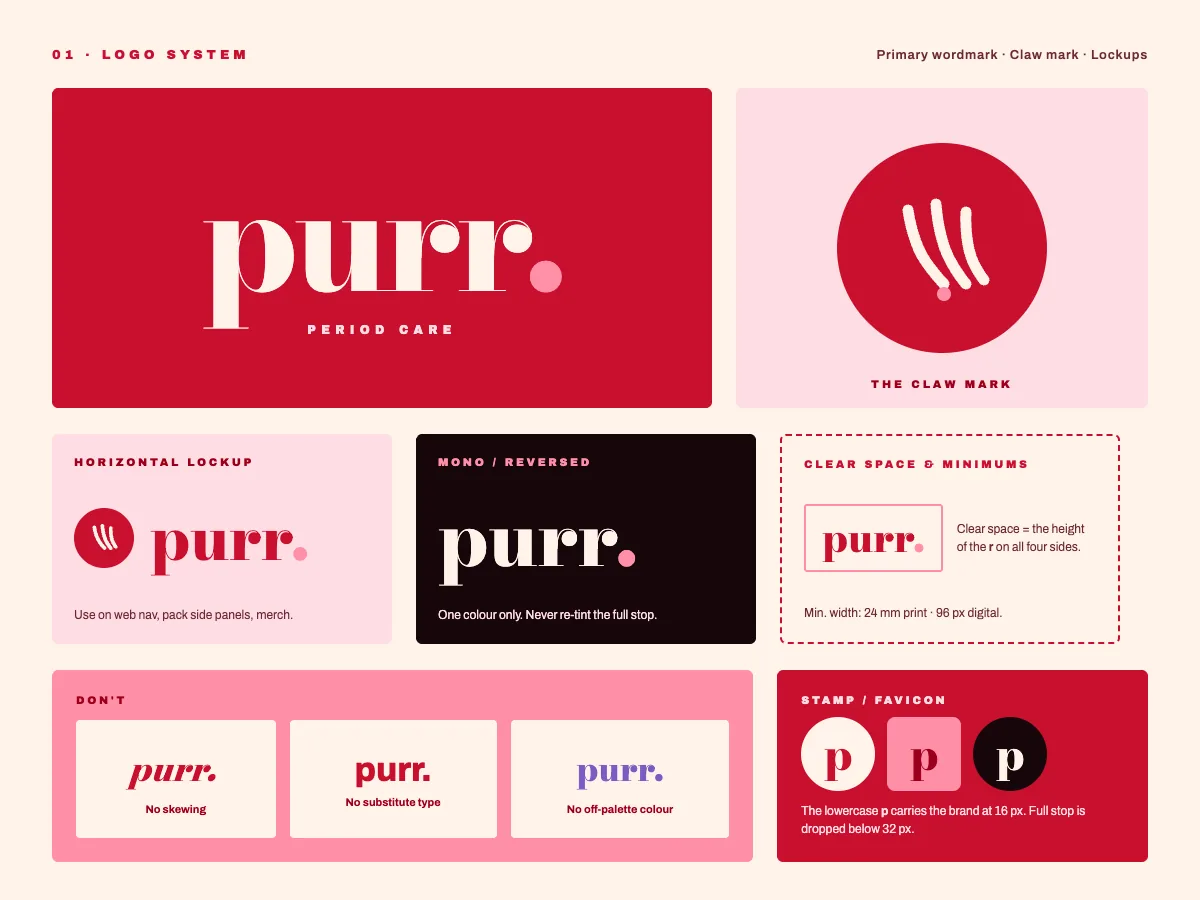 01 · LOGO SYSTEM
Primary wordmark · Claw mark · Lockups
purr.
PERIOD CARE
THE CLAW MARK
HORIZONTAL LOCKUP
purr.
Use on web nav, pack side panels, merch.
MONO / REVERSED
purr.
One colour only. Never re-tint the full stop.
CLEAR SPACE & MINIMUMS
purr.
Clear space = the height
of the r on all four sides.
Min. width: 24 mm print · 96 px digital.
DON'T
purr.
No skewing
purr.
No substitute type
purr.
No off-palette colour
STAMP / FAVICON
p
p
p
The lowercase p carries the brand at 16 px. Full stop is
dropped below 32 px.